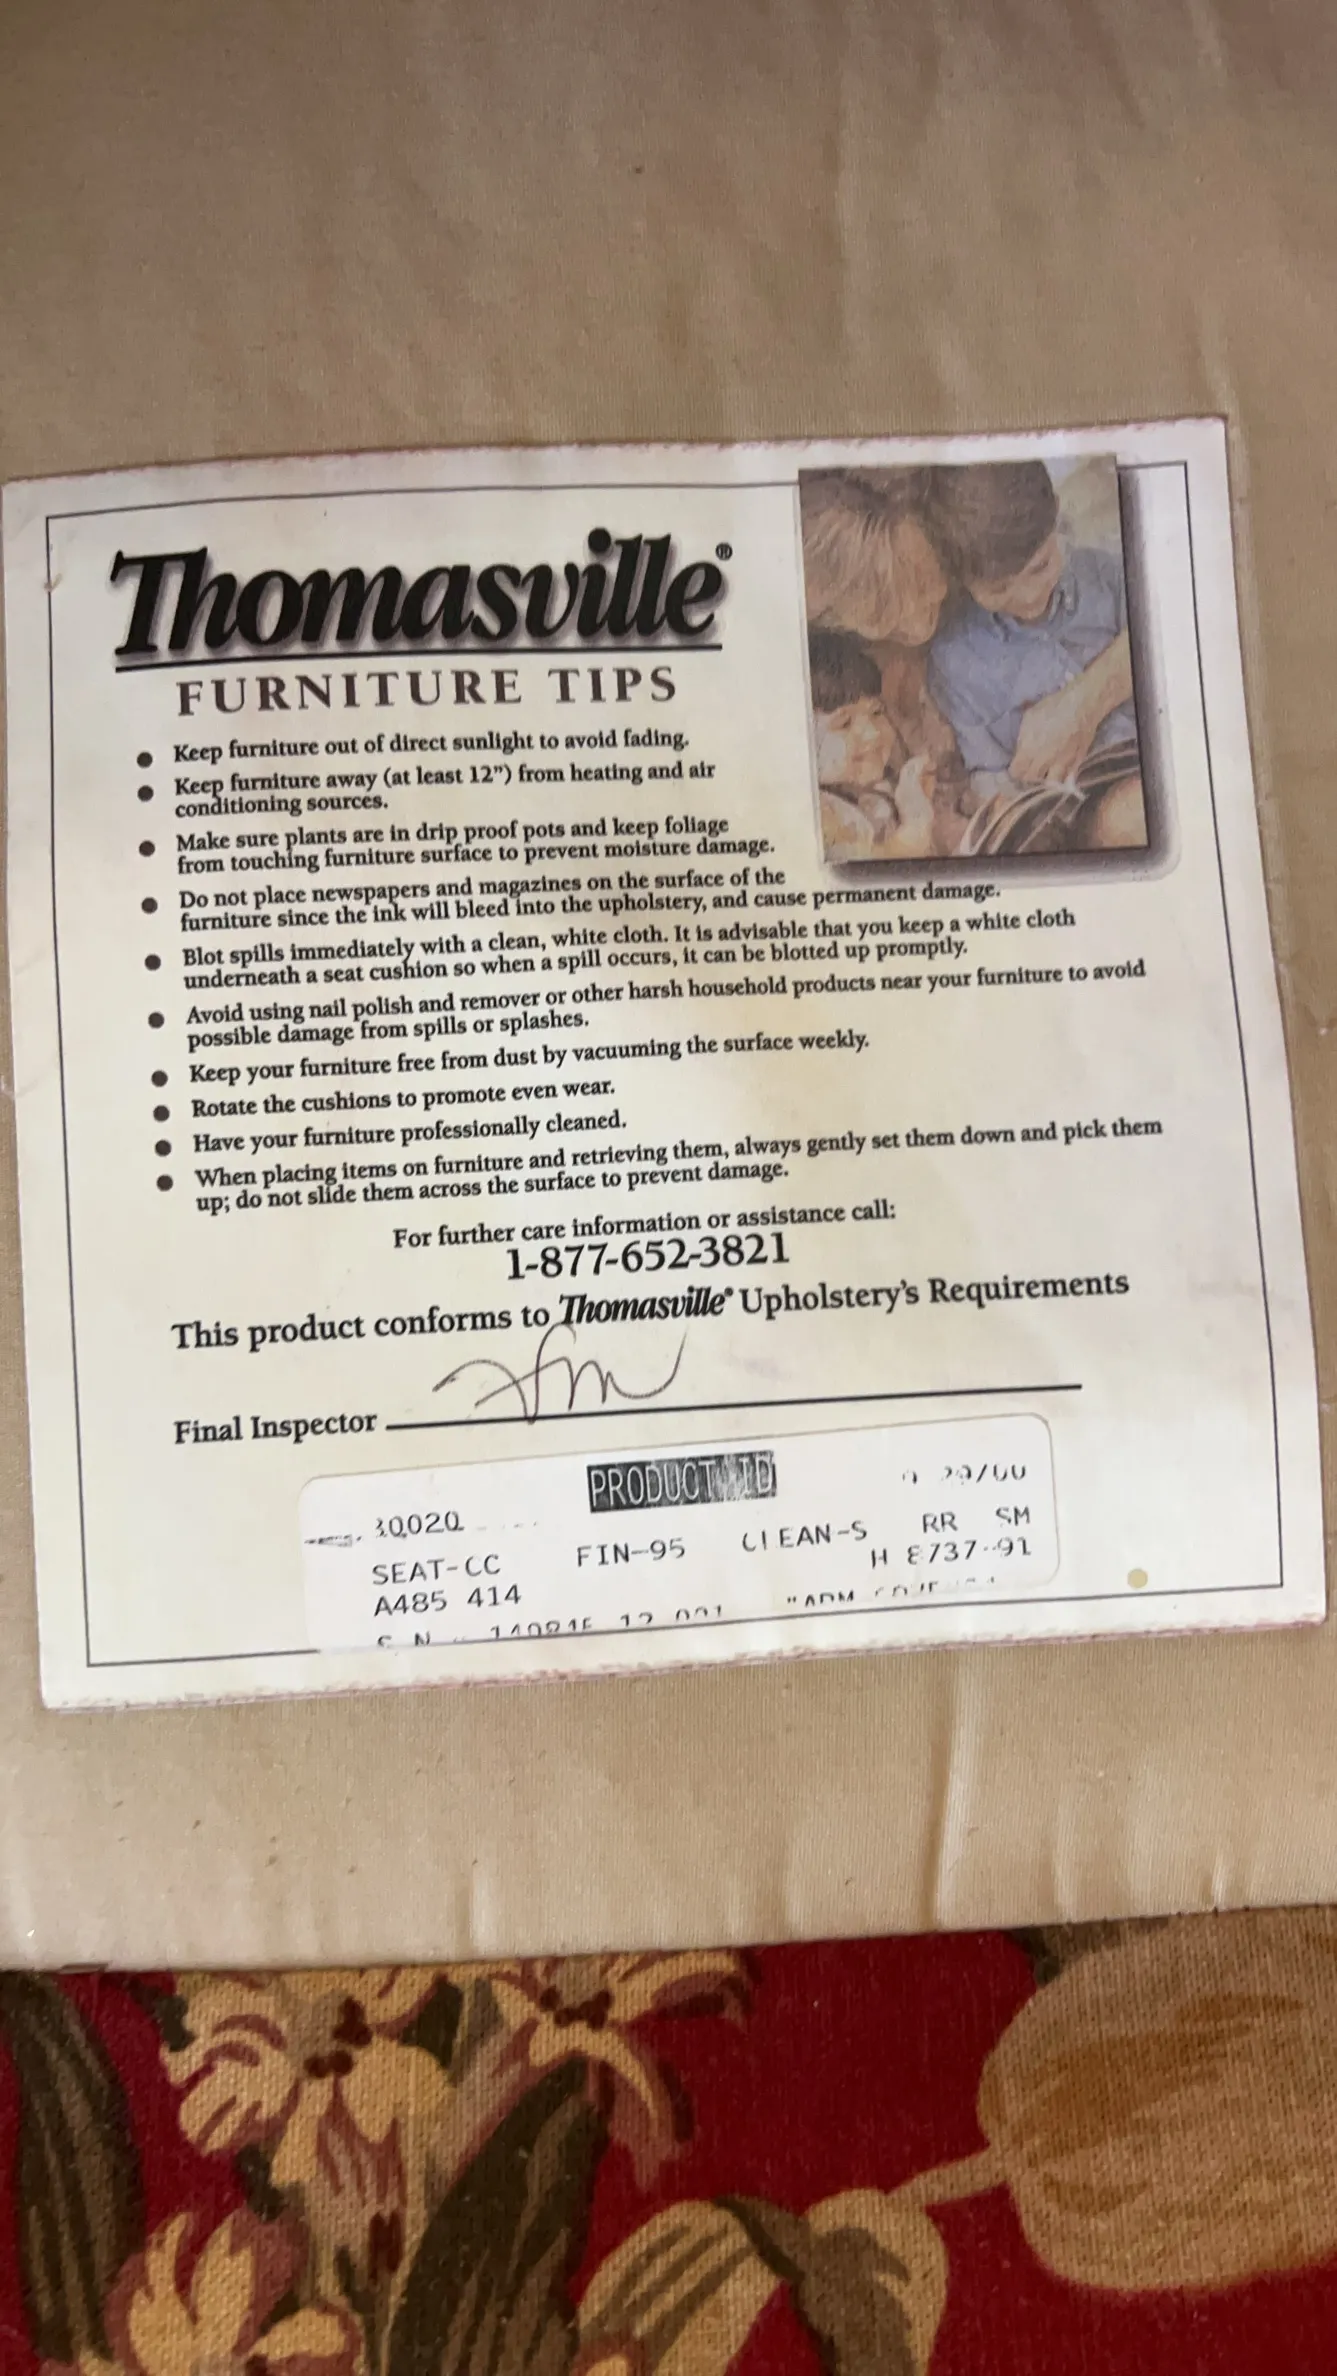 Thomasville®
FURNITURE TIPS
● Keep furniture out of direct sunlight to avoid fading.
● Keep furniture away (at least 12") from heating and air
conditioning sources.
● Make sure plants are in drip proof pots and keep foliage
from touching furniture surface to prevent moisture damage.
● Do not place newspapers and magazines on the surface of the
furniture since the ink will bleed into the upholstery, and cause permanent damage.
● Blot spills immediately with a clean, white cloth. It is advisable that you keep a white cloth
underneath a seat cushion so when a spill occurs, it can be blotted up promptly.
● Avoid using nail polish and remover or other harsh household products near your furniture to avoid
possible damage from spills or splashes.
● Keep your furniture free from dust by vacuuming the surface weekly.
● Rotate the cushions to promote even wear.
● Have your furniture professionally cleaned.
● When placing items on furniture and retrieving them, always gently set them down and pick them
up; do not slide them across the surface to prevent damage.
For further care information or assistance call:
1-877-652-3821
This product conforms to Thomasville® Upholstery's Requirements
Final Inspector
PRODUCT ID
FIN-95 CLEAN-S RR SM
SEAT-CC
A485 414